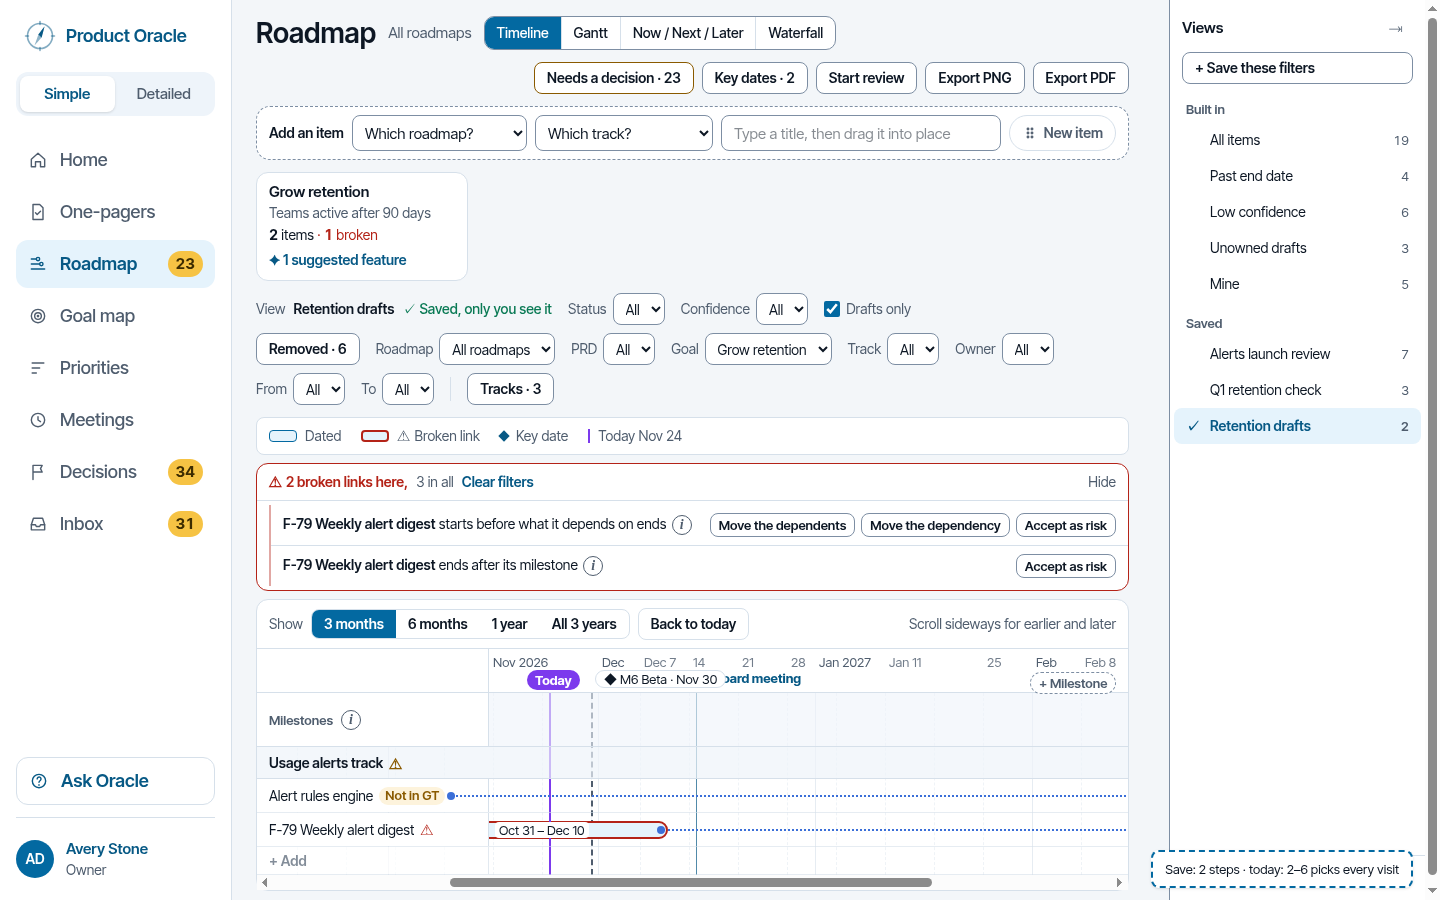 Product Oracle
Simple
Detailed
Home
One-pagers
Roadmap 23
Goal map
Priorities
Meetings
Decisions 34
Inbox 31
Ask Oracle
AD
Avery Stone
Owner
Roadmap All roadmaps Timeline Gantt Now / Next / Later Waterfall
Needs a decision · 23 Key dates · 2 Start review Export PNG Export PDF
Add an item Which roadmap? Which track? Type a title, then drag it into place New item
Grow retention
Teams active after 90 days
2 items · 1 broken
✦ 1 suggested feature
View Retention drafts ✓ Saved, only you see it Status All Confidence All Drafts only
Removed · 6 Roadmap All roadmaps PRD All Goal Grow retention Track All Owner All
From All To All Tracks · 3
Dated ⚠ Broken link ◆ Key date Today Nov 24
⚠ 2 broken links here, 3 in all Clear filters Hide
F-79 Weekly alert digest starts before what it depends on ends i Move the dependents Move the dependency Accept as risk
F-79 Weekly alert digest ends after its milestone i Accept as risk
Show 3 months 6 months 1 year All 3 years Back to today Scroll sideways for earlier and later
Nov 2026 Dec Dec 7 14 21 28 Jan 2027 Jan 11 25 Feb Feb 8
Today ◆ M6 Beta · Nov 30 oard meeting + Milestone
Milestones i
Usage alerts track ⚠
Alert rules engine Not in GT
F-79 Weekly alert digest ⚠ Oct 31 – Dec 10
+ Add
Views ⇥
+ Save these filters
Built in
All items 19
Past end date 4
Low confidence 6
Unowned drafts 3
Mine 5
Saved
Alerts launch review 7
Q1 retention check 3
✓ Retention drafts 2
Save: 2 steps · today: 2–6 picks every visit